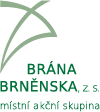 BRÁNA
BRNĚNSKA, z. s.
místní akční skupina